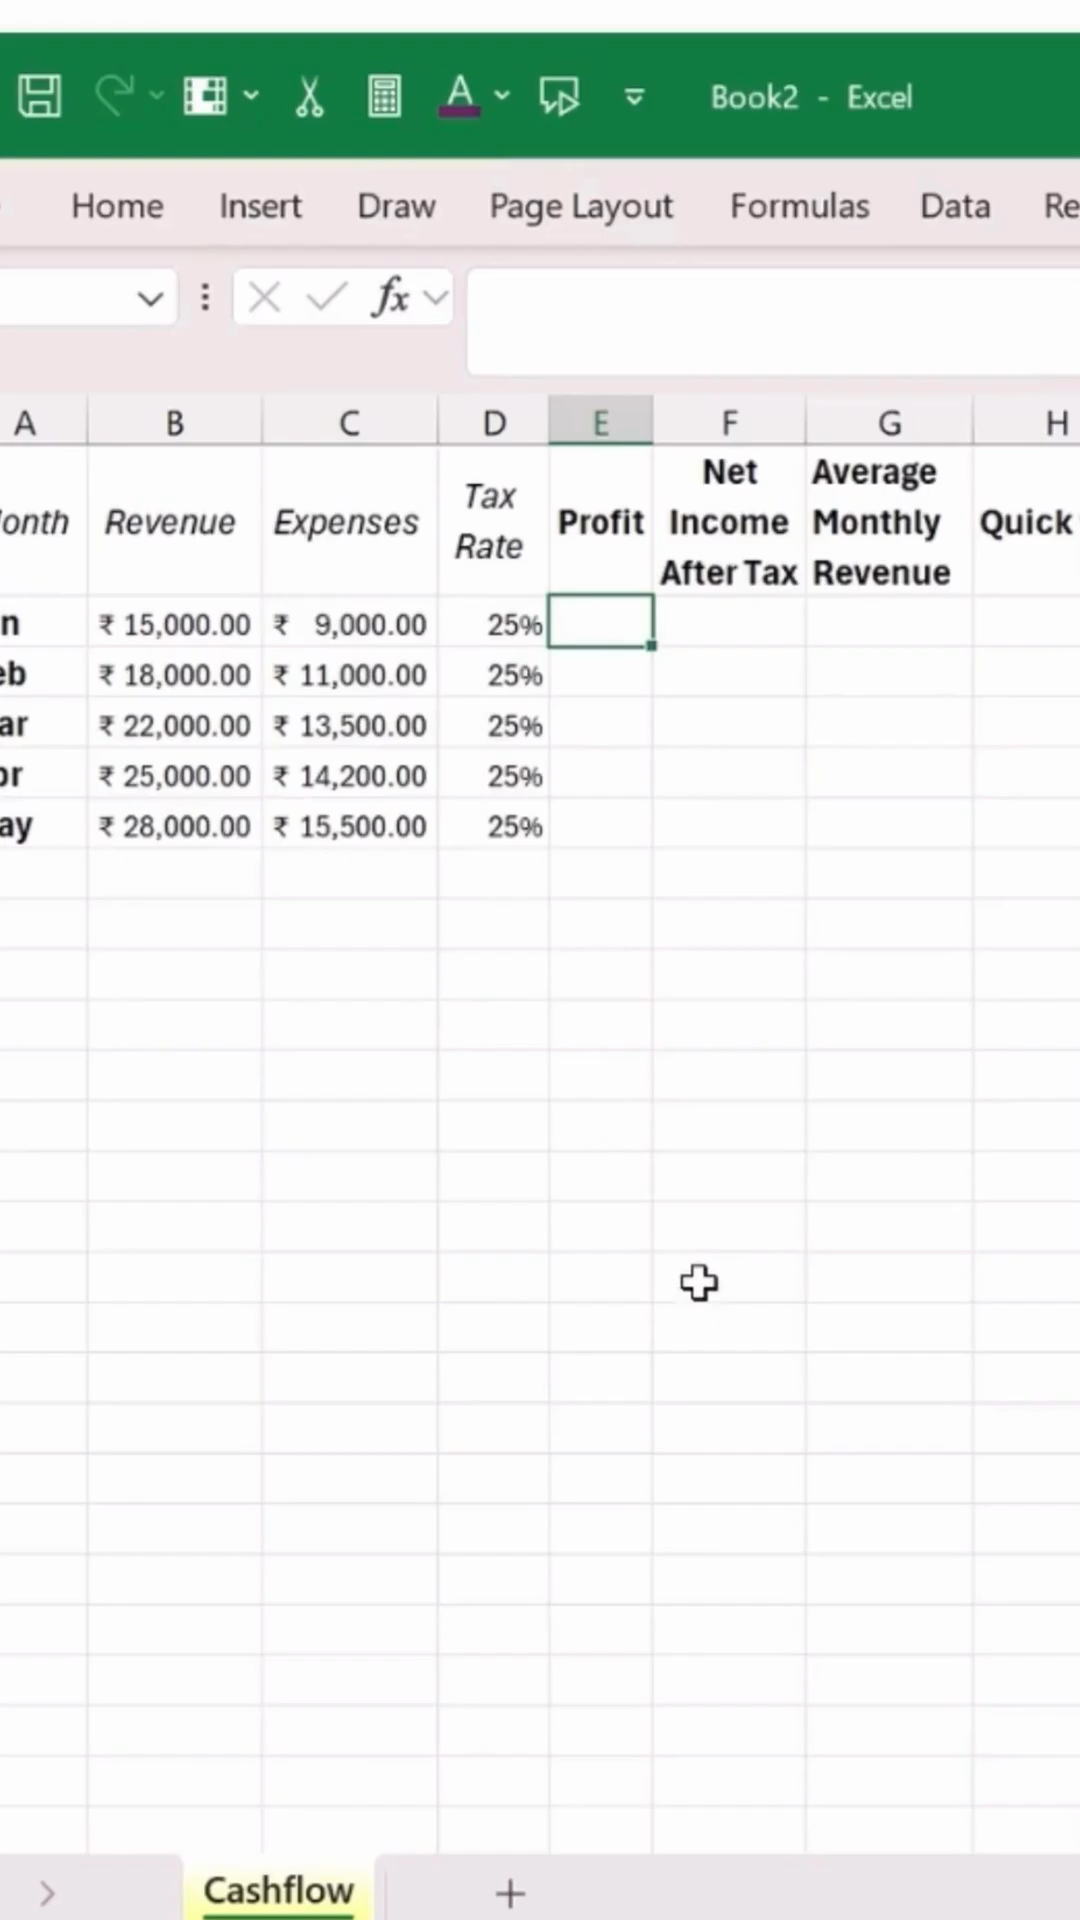 Book2 - Excel
Home Insert Draw Page Layout Formulas Data Re
fx
A B C D E F G H
onth Revenue Expenses Tax Rate Profit Net Income After Tax Average Monthly Revenue Quick
n ₹ 15,000.00 ₹ 9,000.00 25%
eb ₹ 18,000.00 ₹ 11,000.00 25%
ar ₹ 22,000.00 ₹ 13,500.00 25%
pr ₹ 25,000.00 ₹ 14,200.00 25%
ay ₹ 28,000.00 ₹ 15,500.00 25%
Cashflow